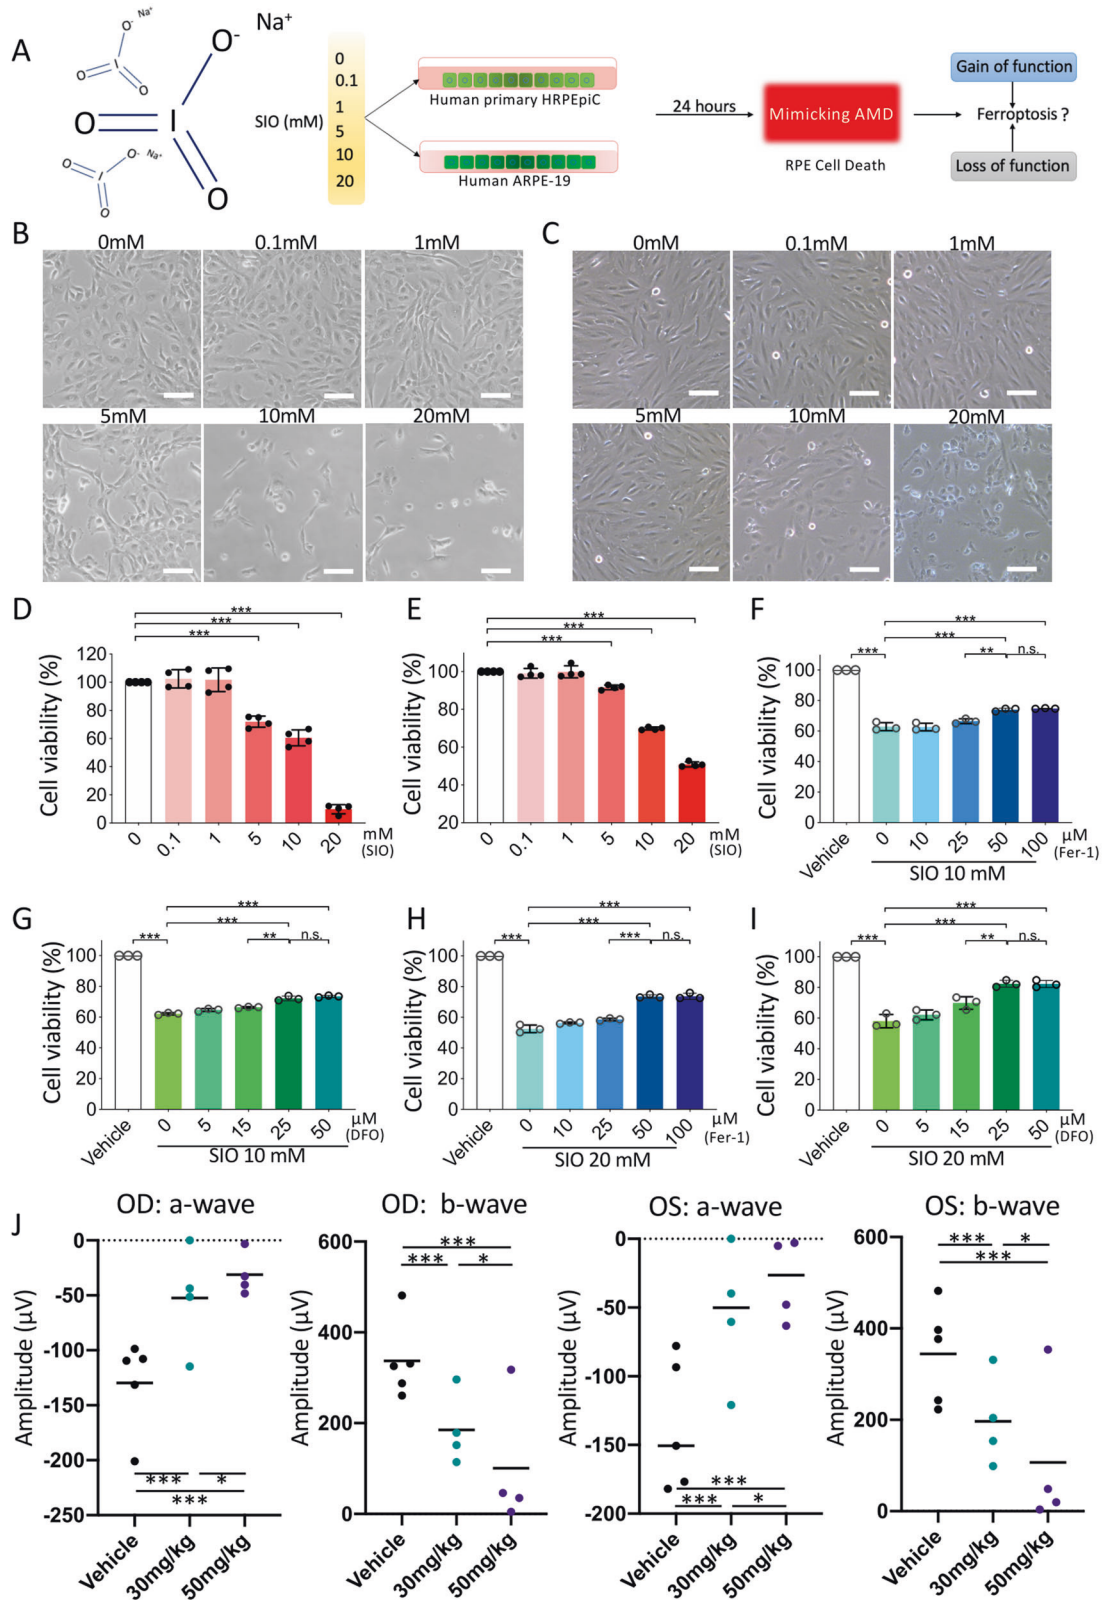 A
Na⁺
O⁻
O
I
O
O⁻ Na⁺
O
I
O
O⁻ Na⁺
O
I
O
SIO (mM)
0
0.1
1
5
10
20
Human primary HRPEpiC
Human ARPE-19
24 hours
Mimicking AMD
RPE Cell Death
Gain of function
Ferroptosis ?
Loss of function
B
0mM 0.1mM 1mM
5mM 10mM 20mM
C
0mM 0.1mM 1mM
5mM 10mM 20mM
D
***
***
***
Cell viability (%)
120
100
80
60
40
20
0
0 0.1 1 5 10 20 mM
(SIO)
E
***
***
***
Cell viability (%)
100
80
60
40
20
0 0.1 1 5 10 20 mM
(SIO)
F
***
***
*** ** n.s.
Cell viability (%)
100
80
60
40
20
0
Vehicle 0 10 25 50 100 µM
(Fer-1)
SIO 10 mM
G
***
***
*** ** n.s.
Cell viability (%)
100
80
60
40
20
0
Vehicle 0 5 15 25 50 µM
(DFO)
SIO 10 mM
H
***
***
*** *** n.s.
Cell viability (%)
100
80
60
40
20
0
Vehicle 0 10 25 50 100 µM
(Fer-1)
SIO 20 mM
I
***
***
*** ** n.s.
Cell viability (%)
100
80
60
40
20
0
Vehicle 0 5 15 25 50 µM
(DFO)
SIO 20 mM
J
OD: a-wave
Amplitude (µV)
0
-50
-100
-150
-200
-250
*** *
***
Vehicle 30mg/kg 50mg/kg
OD: b-wave
Amplitude (µV)
600
400
200
0
***
*** *
Vehicle 30mg/kg 50mg/kg
OS: a-wave
Amplitude (µV)
0
-50
-100
-150
-200
***
*** *
Vehicle 30mg/kg 50mg/kg
OS: b-wave
Amplitude (µV)
600
400
200
0
*** *
***
Vehicle 30mg/kg 50mg/kg